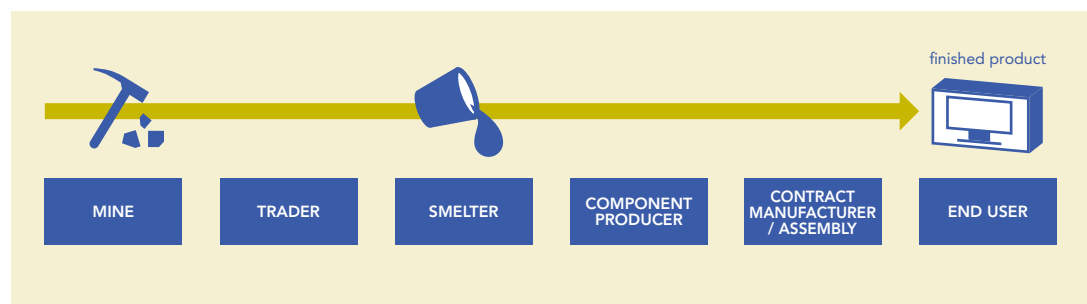 finished product
MINE
TRADER
SMELTER
COMPONENT
PRODUCER
CONTRACT
MANUFACTURER
/ ASSEMBLY
END USER